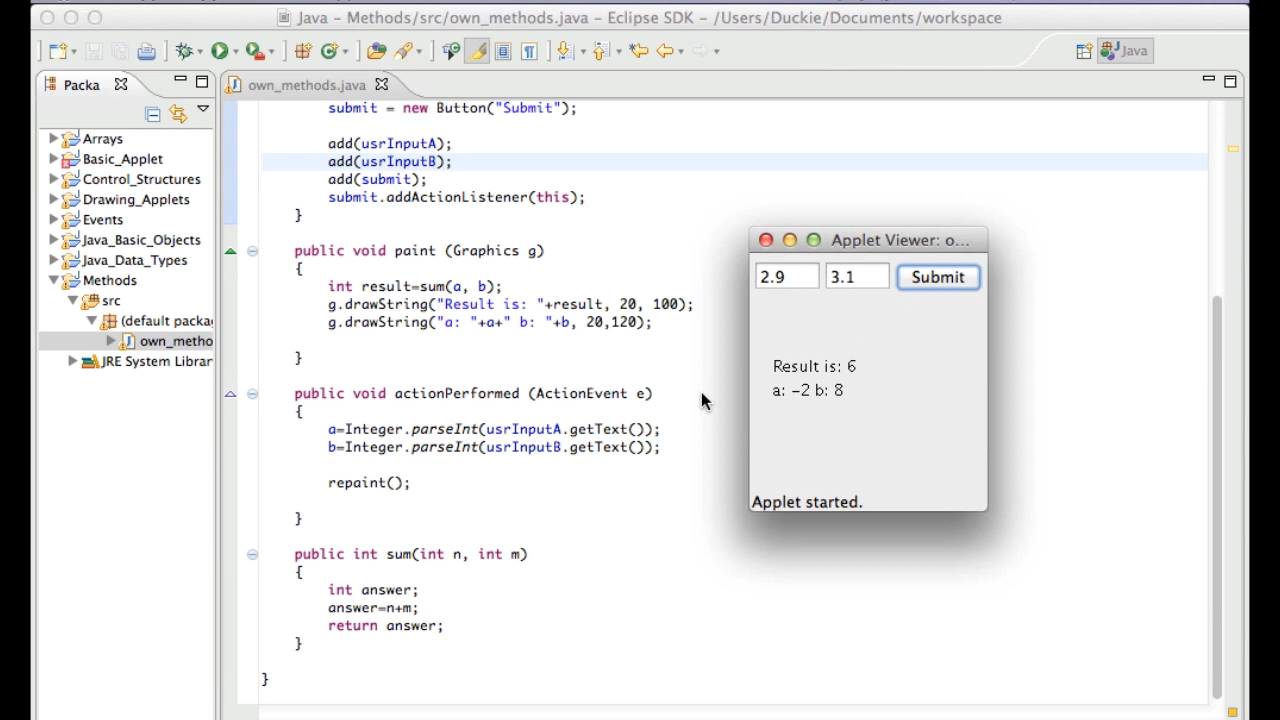 Java – Methods/src/own_methods.java – Eclipse SDK – /Users/Duckie/Documents/workspace
Java
Packa
own_methods.java
Arrays
Basic_Applet
Control_Structures
Drawing_Applets
Events
Java_Basic_Objects
Java_Data_Types
Methods
src
(default packa
own_metho
JRE System Librar
submit = new Button("Submit");
add(usrInputA);
add(usrInputB);
add(submit);
submit.addActionListener(this);
}
public void paint (Graphics g)
{
int result=sum(a, b);
g.drawString("Result is: "+result, 20, 100);
g.drawString("a: "+a+" b: "+b, 20,120);
}
public void actionPerformed (ActionEvent e)
{
a=Integer.parseInt(usrInputA.getText());
b=Integer.parseInt(usrInputB.getText());
repaint();
}
public int sum(int n, int m)
{
int answer;
answer=n+m;
return answer;
}
}
Applet Viewer: o...
2.9 3.1 Submit
Result is: 6
a: –2 b: 8
Applet started.